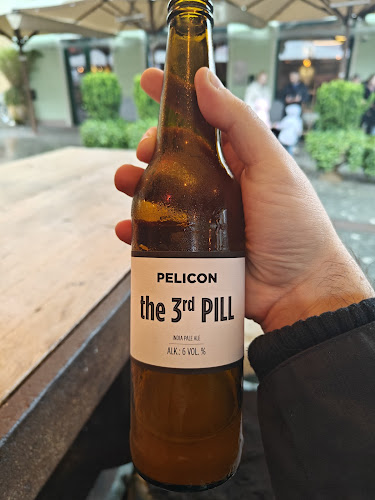 PELICON
the 3rd PILL
INDIA PALE ALE
ALK.: 6 VOL. %